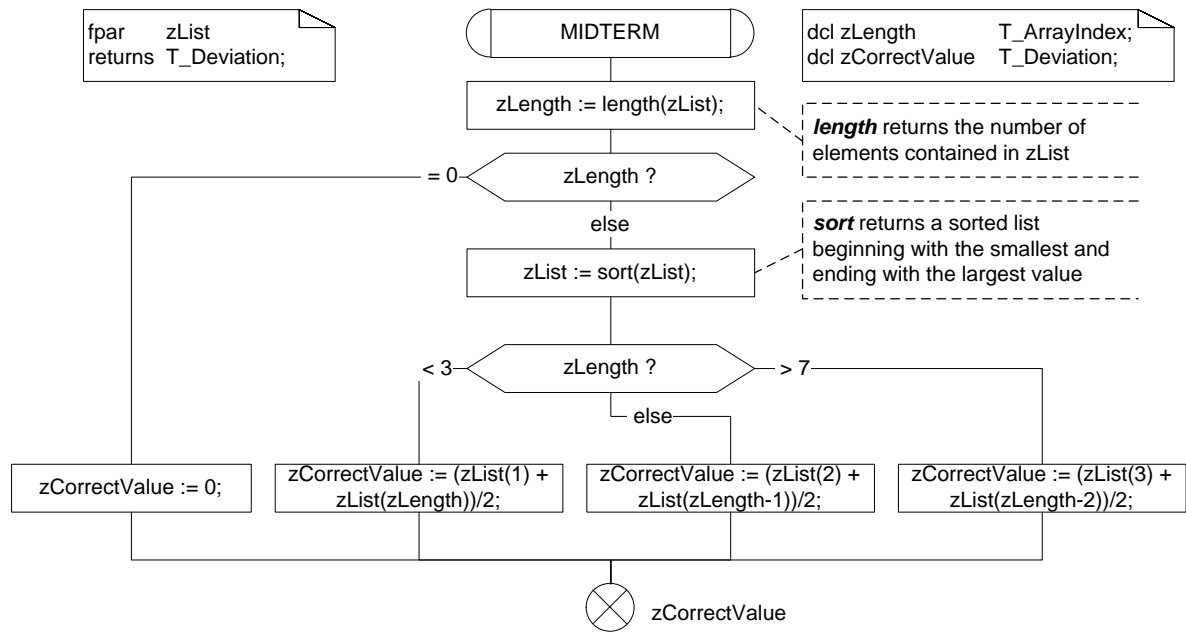 fpar zList
returns T_Deviation;
MIDTERM
dcl zLength T_ArrayIndex;
dcl zCorrectValue T_Deviation;
zLength := length(zList);
length returns the number of
elements contained in zList
= 0
zLength ?
else
sort returns a sorted list
beginning with the smallest and
ending with the largest value
zList := sort(zList);
< 3
zLength ?
> 7
else
zCorrectValue := 0;
zCorrectValue := (zList(1) +
zList(zLength))/2;
zCorrectValue := (zList(2) +
zList(zLength-1))/2;
zCorrectValue := (zList(3) +
zList(zLength-2))/2;
zCorrectValue